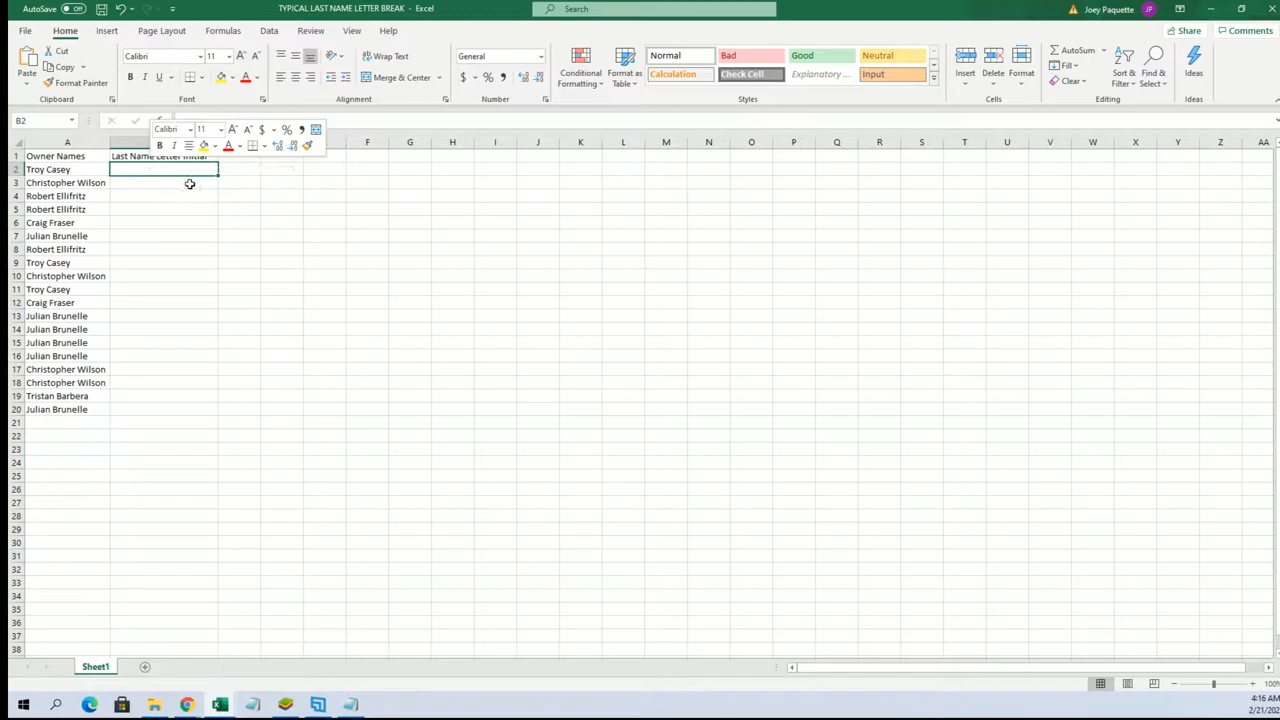 AutoSave Off TYPICAL LAST NAME LETTER BREAK - Excel Search Joey Paquette JP
File Home Insert Page Layout Formulas Data Review View Help Share Comments
Cut Calibri 11 Wrap Text General Normal Bad Good Neutral AutoSum
Paste Copy Conditional Format as Calculation Check Cell Explanatory ... Input Insert Delete Format Fill Sort & Find & Ideas
Format Painter B I U Merge & Center $ % Formatting Table Clear Filter Select
Clipboard Font Alignment Number Styles Cells Editing Ideas
B2
Calibri 11 $ %
B I A
A F G H I J K L M N O P Q R S T U V W X Y Z AA
1 Owner Names Last Name Letter Initial
2 Troy Casey
3 Christopher Wilson
4 Robert Ellifritz
5 Robert Ellifritz
6 Craig Fraser
7 Julian Brunelle
8 Robert Ellifritz
9 Troy Casey
10 Christopher Wilson
11 Troy Casey
12 Craig Fraser
13 Julian Brunelle
14 Julian Brunelle
15 Julian Brunelle
16 Julian Brunelle
17 Christopher Wilson
18 Christopher Wilson
19 Tristan Barbera
20 Julian Brunelle
21
22
23
24
25
26
27
28
29
30
31
32
33
34
35
36
37
38
Sheet1
100%
4:16 AM
2/21/202